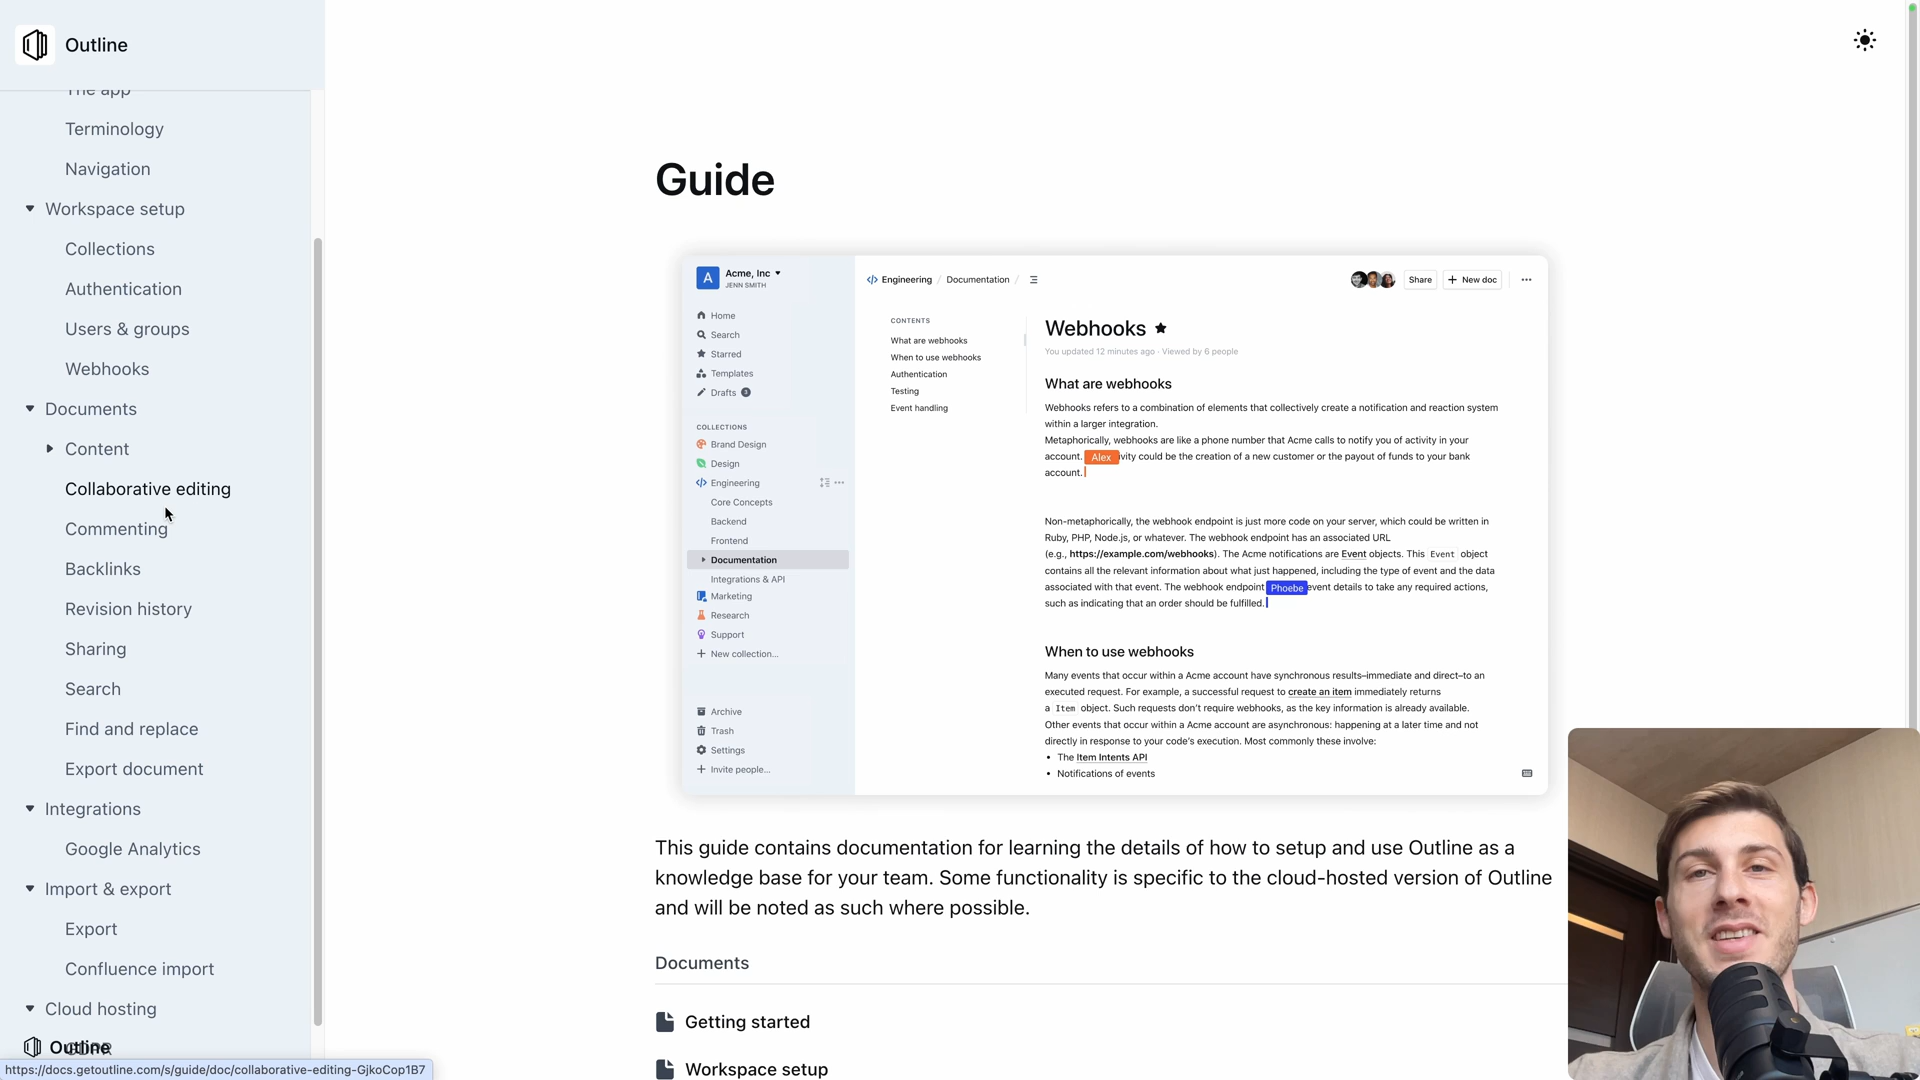 Outline
The app
Terminology
Navigation
Workspace setup
Collections
Authentication
Users & groups
Webhooks
Documents
Content
Collaborative editing
Commenting
Backlinks
Revision history
Sharing
Search
Find and replace
Export document
Integrations
Google Analytics
Import & export
Export
Confluence import
Cloud hosting
GDPR
Outline
https://docs.getoutline.com/s/guide/doc/collaborative-editing-GjkoCop1B7
Guide
A
Acme, Inc
JENN SMITH
Home
Search
Starred
Templates
Drafts
COLLECTIONS
Brand Design
Design
Engineering
Core Concepts
Backend
Frontend
Documentation
Integrations & API
Marketing
Research
Support
New collection...
Archive
Trash
Settings
Invite people...
Engineering / Documentation /
Share
New doc
CONTENTS
What are webhooks
When to use webhooks
Authentication
Testing
Event handling
Webhooks
You updated 12 minutes ago · Viewed by 6 people
What are webhooks
Webhooks refers to a combination of elements that collectively create a notification and reaction system
within a larger integration.
Metaphorically, webhooks are like a phone number that Acme calls to notify you of activity in your
account. Alex ivity could be the creation of a new customer or the payout of funds to your bank
account.
Non-metaphorically, the webhook endpoint is just more code on your server, which could be written in
Ruby, PHP, Node.js, or whatever. The webhook endpoint has an associated URL
(e.g., https://example.com/webhooks). The Acme notifications are Event objects. This Event object
contains all the relevant information about what just happened, including the type of event and the data
associated with that event. The webhook endpoint Phoebe event details to take any required actions,
such as indicating that an order should be fulfilled.
When to use webhooks
Many events that occur within a Acme account have synchronous results–immediate and direct–to an
executed request. For example, a successful request to create an item immediately returns
a Item object. Such requests don't require webhooks, as the key information is already available.
Other events that occur within a Acme account are asynchronous: happening at a later time and not
directly in response to your code's execution. Most commonly these involve:
• The Item Intents API
• Notifications of events
This guide contains documentation for learning the details of how to setup and use Outline as a
knowledge base for your team. Some functionality is specific to the cloud-hosted version of Outline
and will be noted as such where possible.
Documents
Getting started
Workspace setup